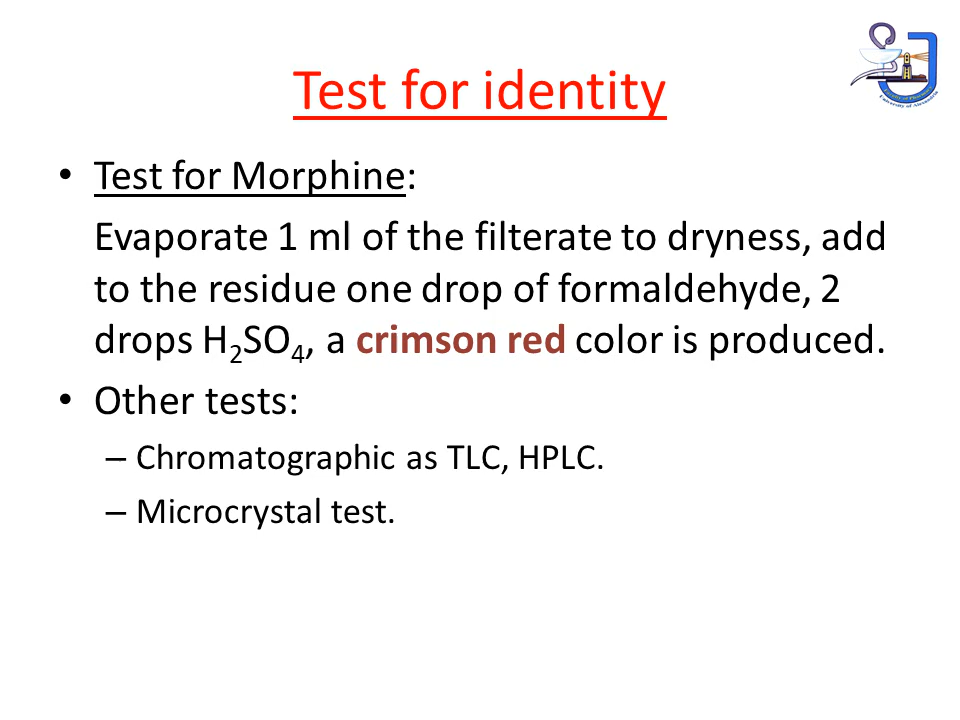 Test for identity
• Test for Morphine:
Evaporate 1 ml of the filterate to dryness, add
to the residue one drop of formaldehyde, 2
drops H₂SO₄, a crimson red color is produced.
• Other tests:
– Chromatographic as TLC, HPLC.
– Microcrystal test.